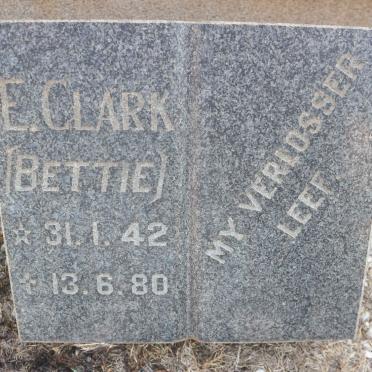 E. CLARK
(BETTIE)
☆ 31.1.42
✝ 13.6.80
MY VERLOSSER
LEEF